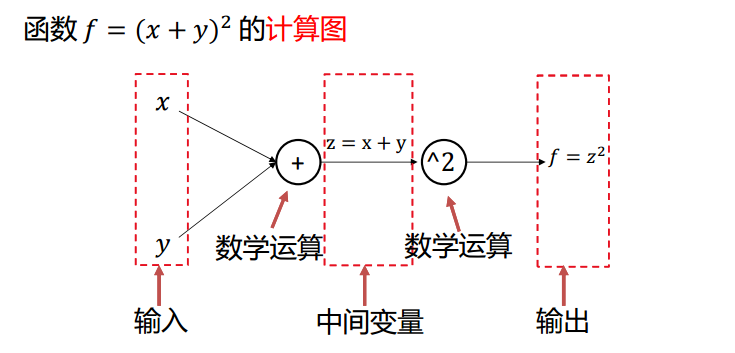 函数 f = (x + y)² 的计算图
x
z = x + y
+
^2
f = z²
y
数学运算
数学运算
输入
中间变量
输出